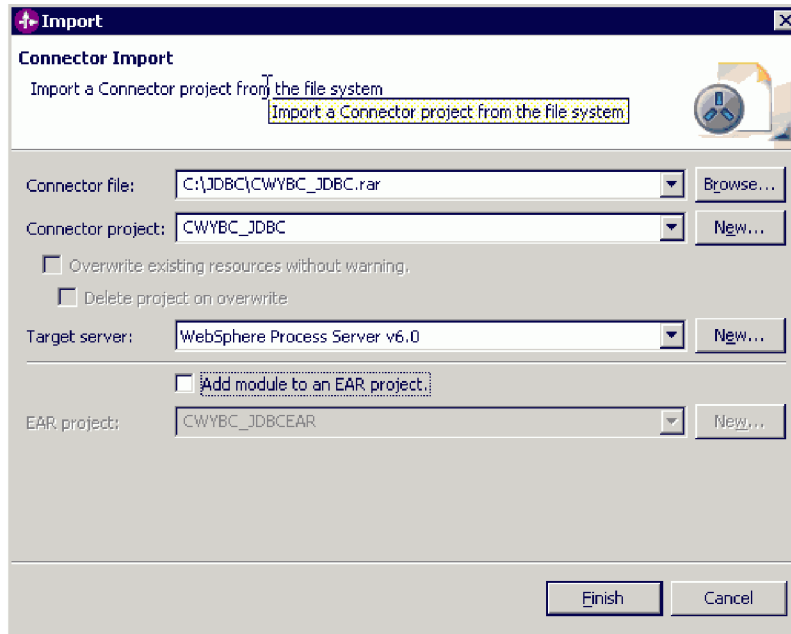 Import
Connector Import
Import a Connector project from the file system
Import a Connector project from the file system
Connector file: C:\JDBC\CWYBC_JDBC.rar Browse...
Connector project: CWYBC_JDBC New...
Overwrite existing resources without warning.
Delete project on overwrite
Target server: WebSphere Process Server v6.0 New...
Add module to an EAR project.
EAR project: CWYBC_JDBCEAR New...
Finish Cancel